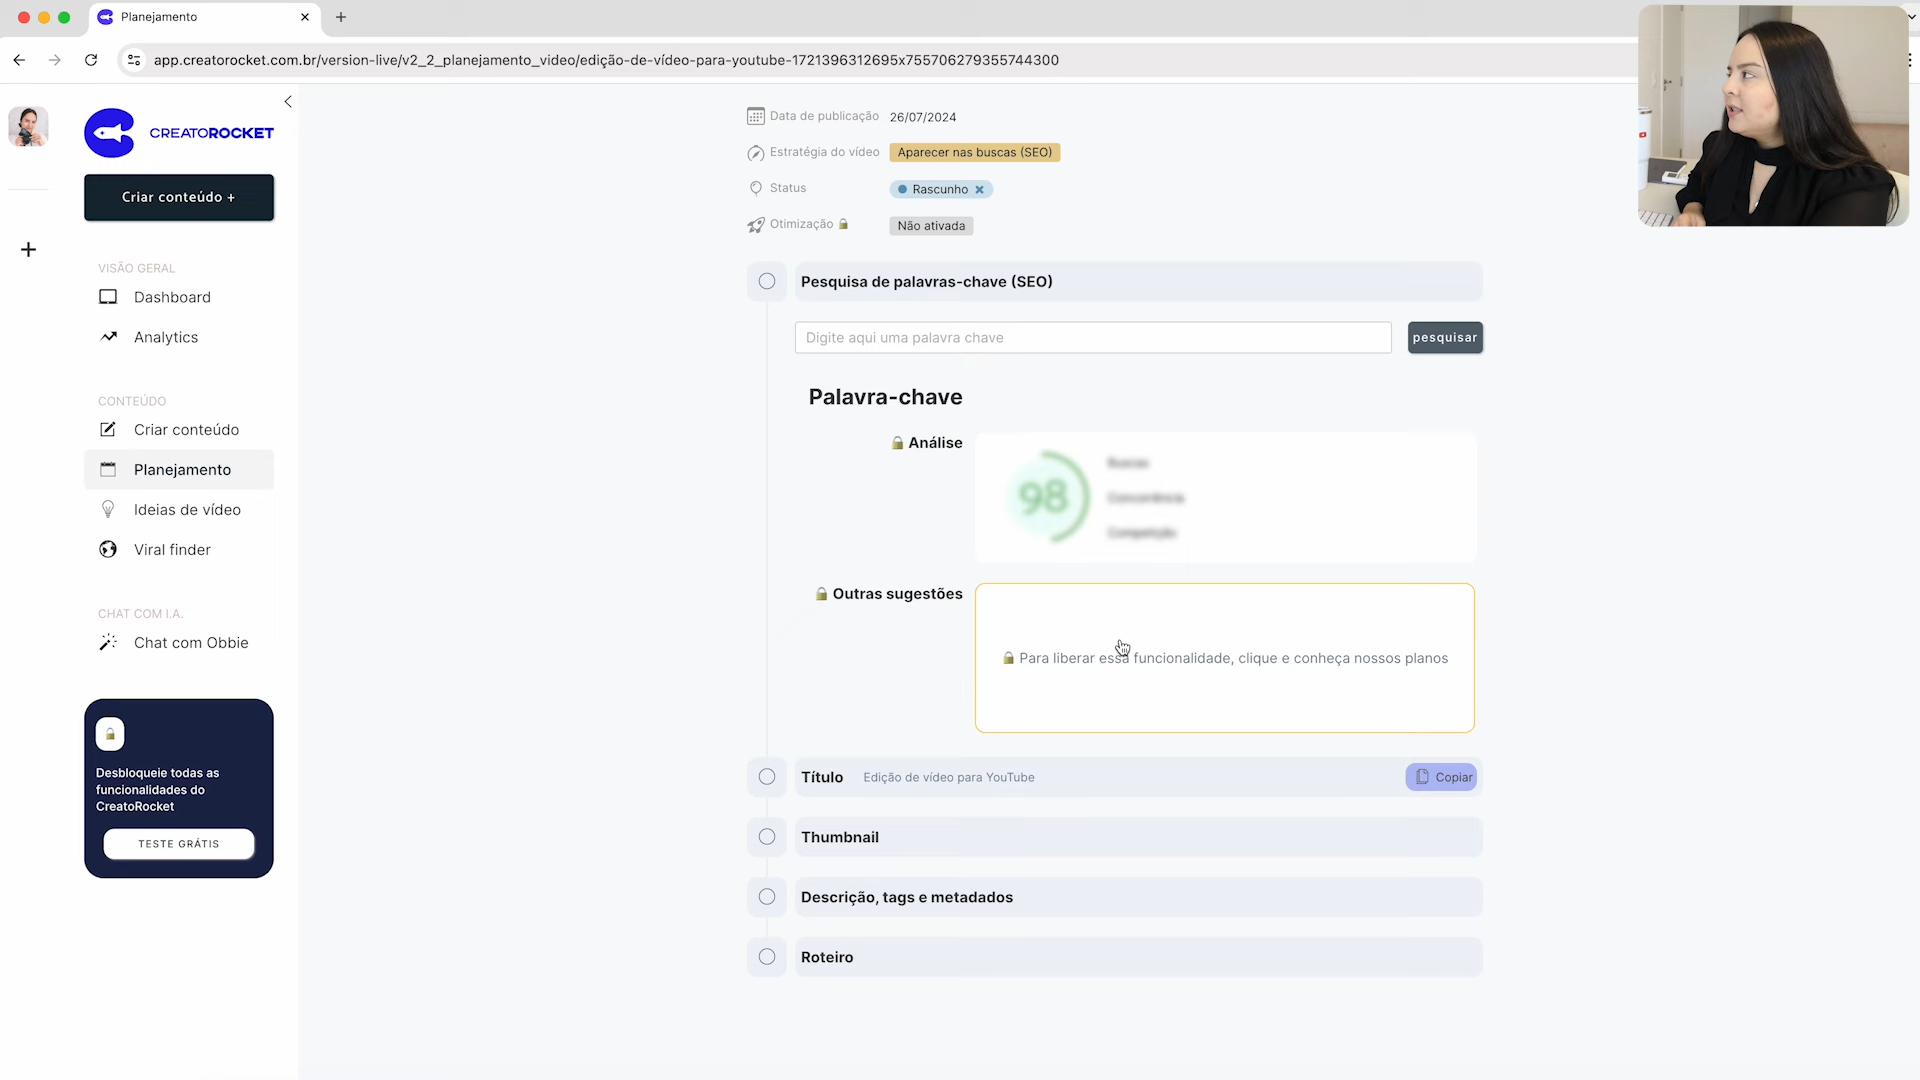 Planejamento
app.creatorocket.com.br/version-live/v2_2_planejamento_video/edição-de-vídeo-para-youtube-1721396312695x755706279355744300
CREATOROCKET
Criar conteúdo +
VISÃO GERAL
Dashboard
Analytics
CONTEÚDO
Criar conteúdo
Planejamento
Ideias de vídeo
Viral finder
CHAT COM I.A.
Chat com Obbie
Desbloqueie todas as
funcionalidades do
CreatoRocket
TESTE GRÁTIS
Data de publicação 26/07/2024
Estratégia do vídeo Aparecer nas buscas (SEO)
Status Rascunho
Otimização Não ativada
Pesquisa de palavras-chave (SEO)
Digite aqui uma palavra chave pesquisar
Palavra-chave
Análise
98
Buscas
Concorrência
Competição
Outras sugestões
Para liberar essa funcionalidade, clique e conheça nossos planos
Título Edição de vídeo para YouTube Copiar
Thumbnail
Descrição, tags e metadados
Roteiro